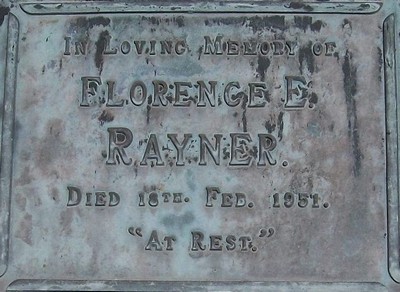 In Loving Memory of
Florence E.
Rayner.
Died 18th. Feb. 1951.
"At Rest."